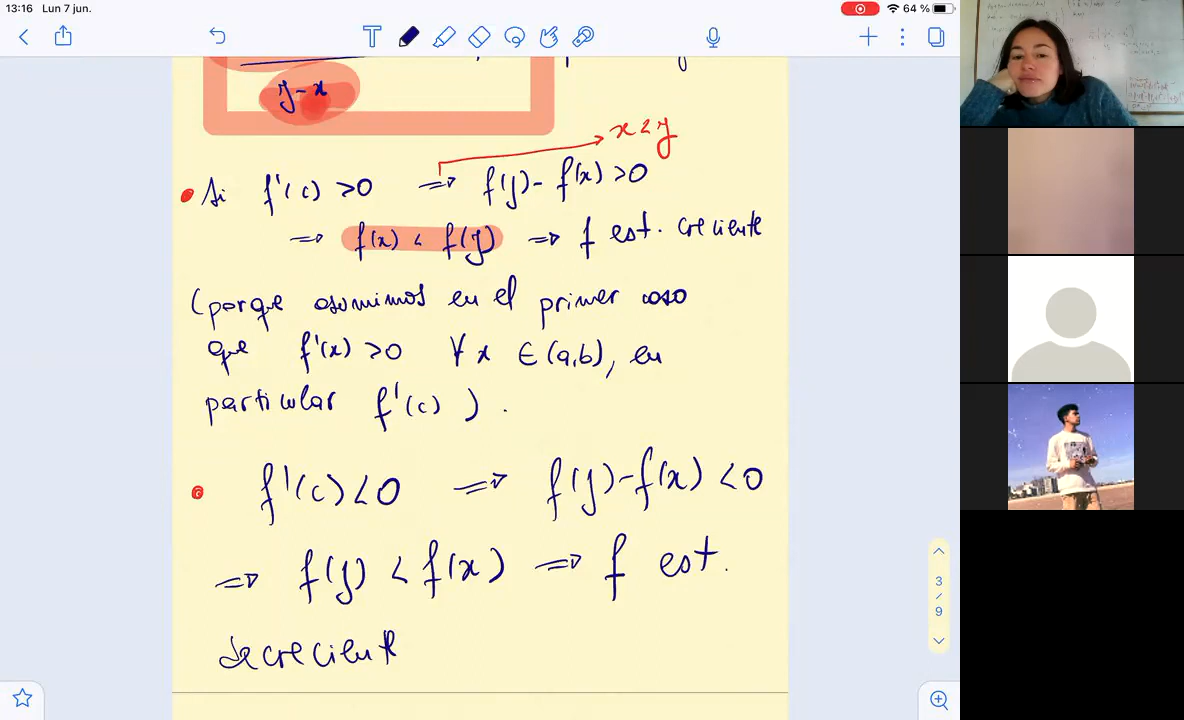 13:16 Lun 7 jun.
64 %
y-x
x<y
Si f'(c) >0 ⇒ f(y)- f(x) >0
⇒ f(x) < f(y) ⇒ f est. creciente
(porque asumimos en el primer caso
que f'(x) >0 ∀ x ∈ (a,b), en
particular f'(c) ) .
f'(c) <0 ⇒ f(y)-f(x) <0
⇒ f(y) < f(x) ⇒ f est.
decreciente
3
/
9